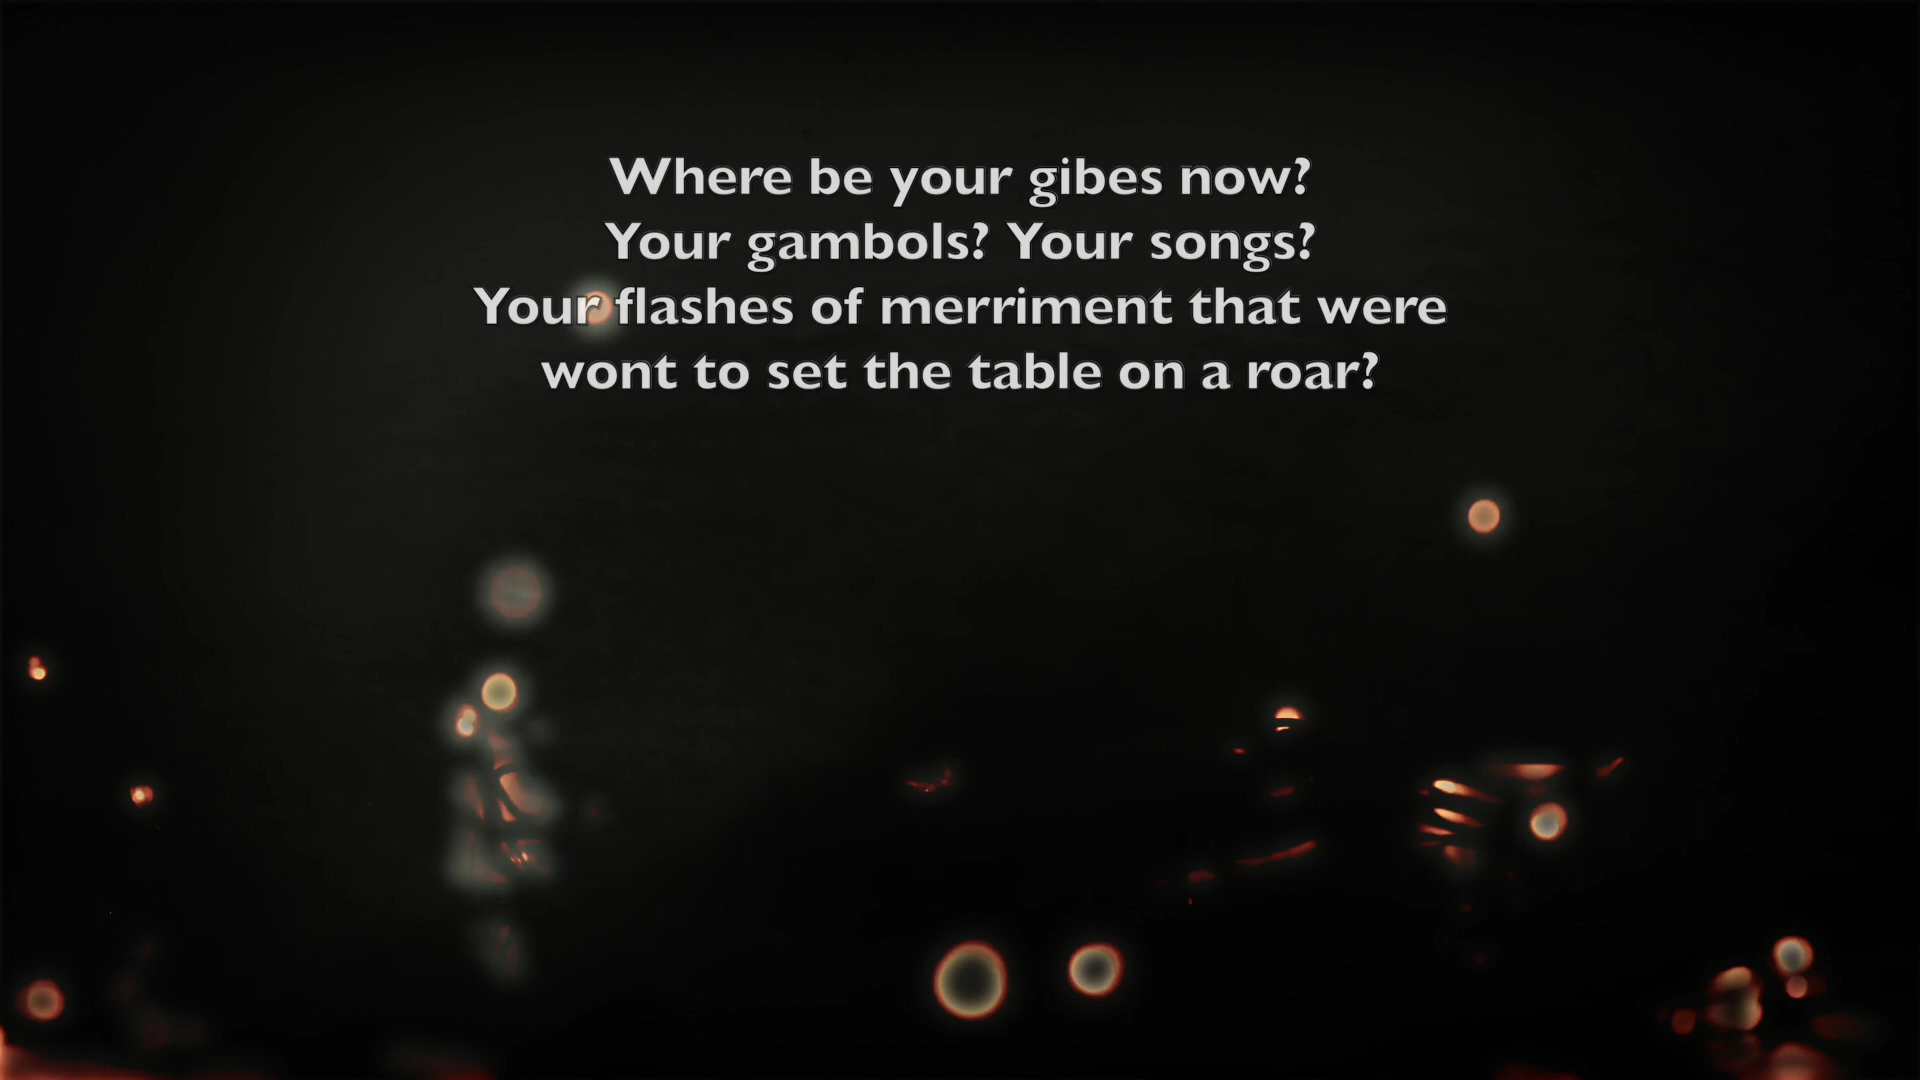 Where be your gibes now?
Your gambols? Your songs?
Your flashes of merriment that were
wont to set the table on a roar?